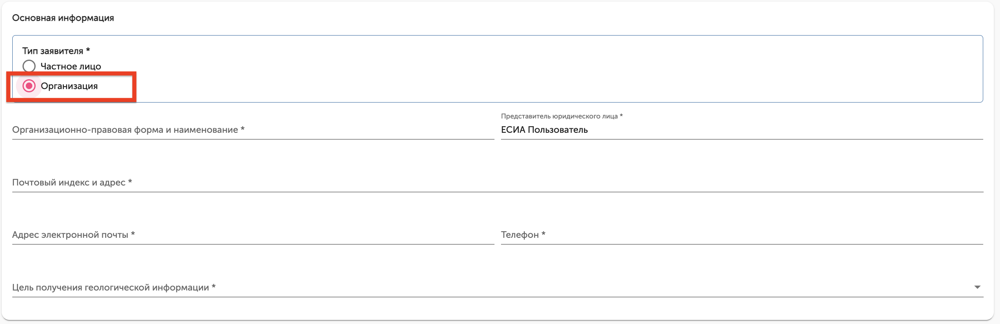 Основная информация
Тип заявителя *
Частное лицо
Организация
Представитель юридического лица *
Организационно-правовая форма и наименование *
ЕСИА Пользователь
Почтовый индекс и адрес *
Адрес электронной почты *
Телефон *
Цель получения геологической информации *